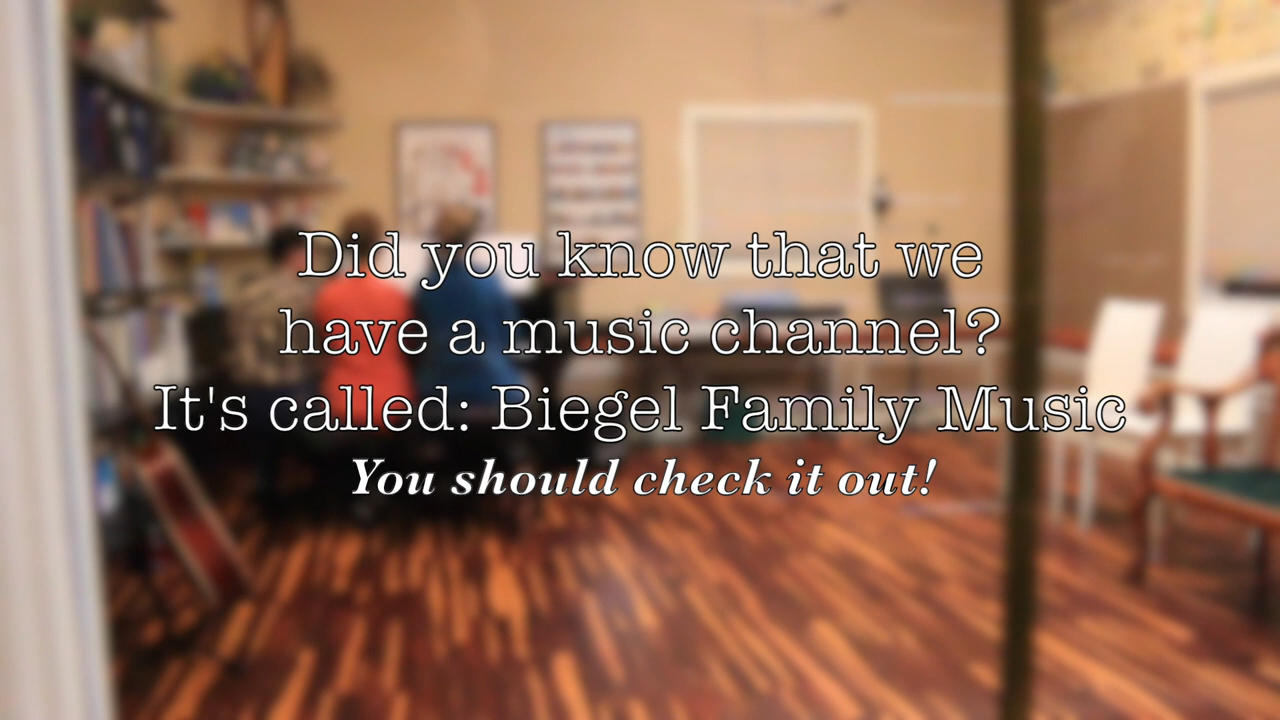 Did you know that we
have a music channel?
It's called: Biegel Family Music
You should check it out!